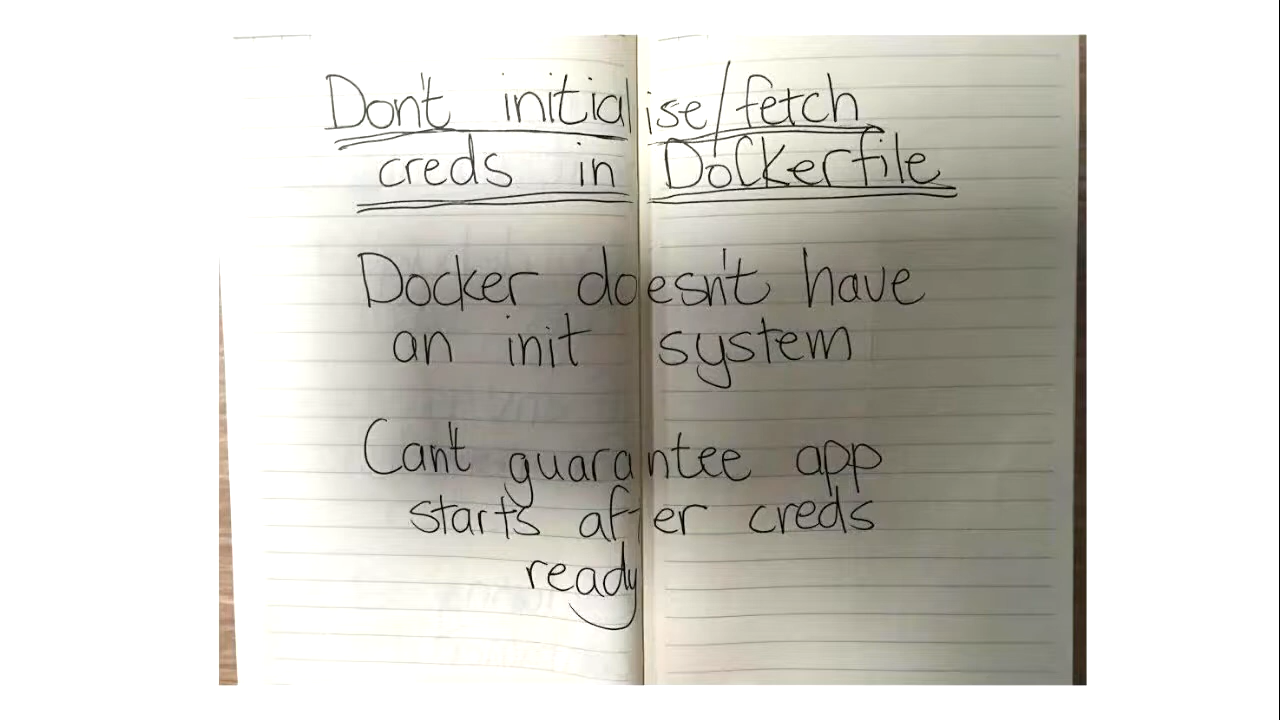 Don't initialise/fetch
creds in Dockerfile
Docker doesn't have
an init system
Can't guarantee app
starts after creds
ready